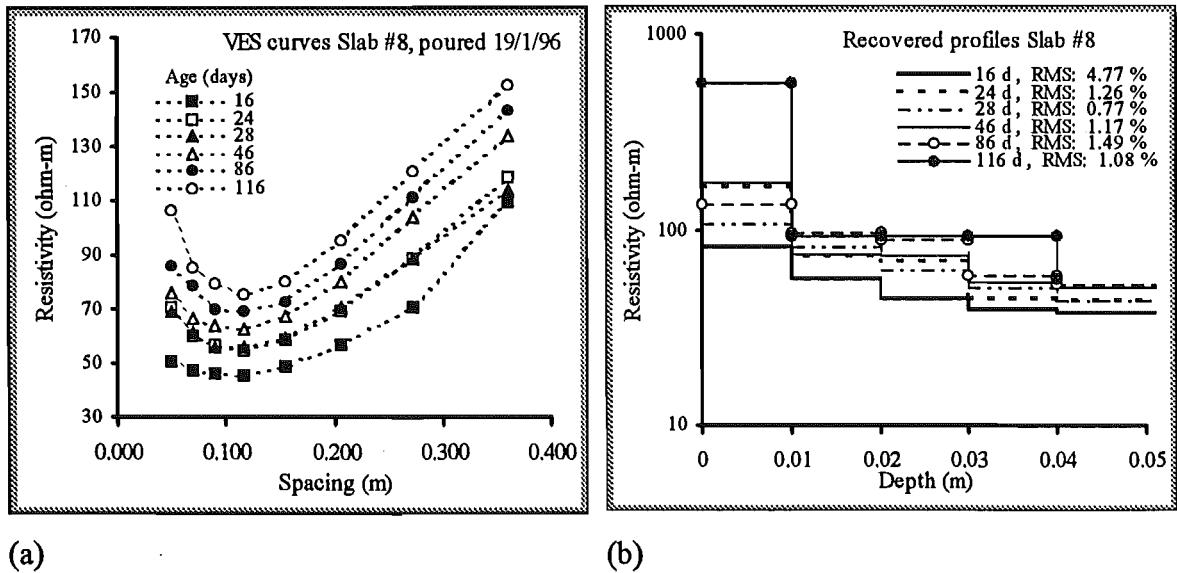 VES curves Slab #8, poured 19/1/96
Age (days)
16
24
28
46
86
116
Resistivity (ohm-m)
170
150
130
110
90
70
50
30
0.000
0.100
0.200
0.300
0.400
Spacing (m)
(a)
Recovered profiles Slab #8
16 d, RMS: 4.77 %
24 d, RMS: 1.26 %
28 d, RMS: 0.77 %
46 d, RMS: 1.17 %
86 d, RMS: 1.49 %
116 d, RMS: 1.08 %
Resistivity (ohm-m)
1000
100
10
0
0.01
0.02
0.03
0.04
0.05
Depth (m)
(b)